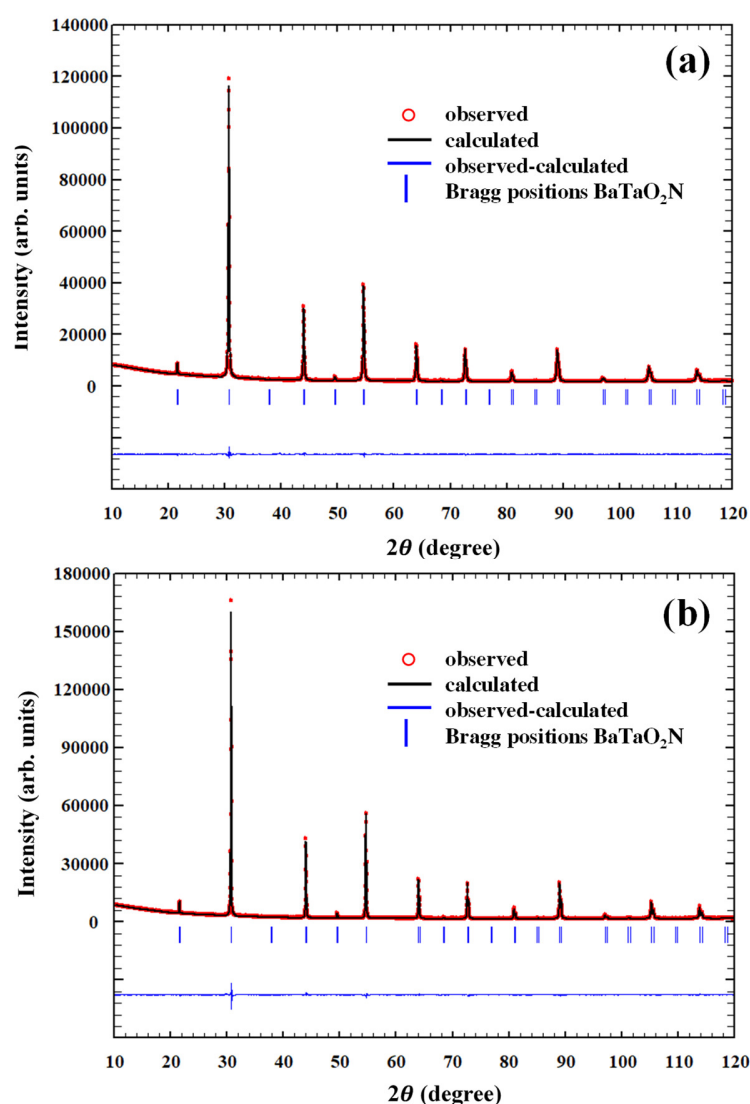 140000
(a)
120000
observed
calculated
100000
observed-calculated
Bragg positions BaTaO₂N
80000
60000
40000
20000
0
Intensity (arb. units)
10 20 30 40 50 60 70 80 90 100 110 120
2θ (degree)
180000
(b)
150000
observed
calculated
120000
observed-calculated
Bragg positions BaTaO₂N
90000
60000
30000
0
Intensity (arb. units)
10 20 30 40 50 60 70 80 90 100 110 120
2θ (degree)